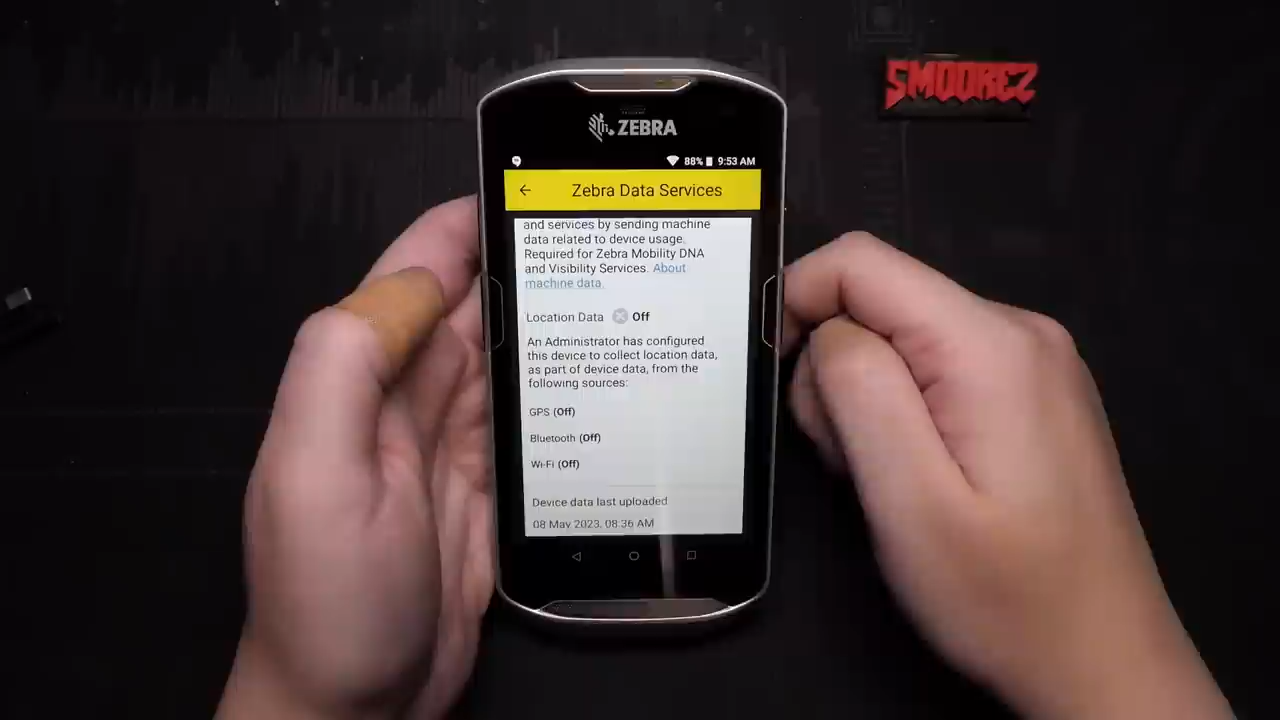 SMOOREZ
ZEBRA
88% 9:53 AM
Zebra Data Services
and services by sending machine
data related to device usage.
Required for Zebra Mobility DNA
and Visibility Services. About
machine data.
Location Data Off
An Administrator has configured
this device to collect location data,
as part of device data, from the
following sources:
GPS (Off)
Bluetooth (Off)
Wi-Fi (Off)
Device data last uploaded
08 May 2023, 08:36 AM